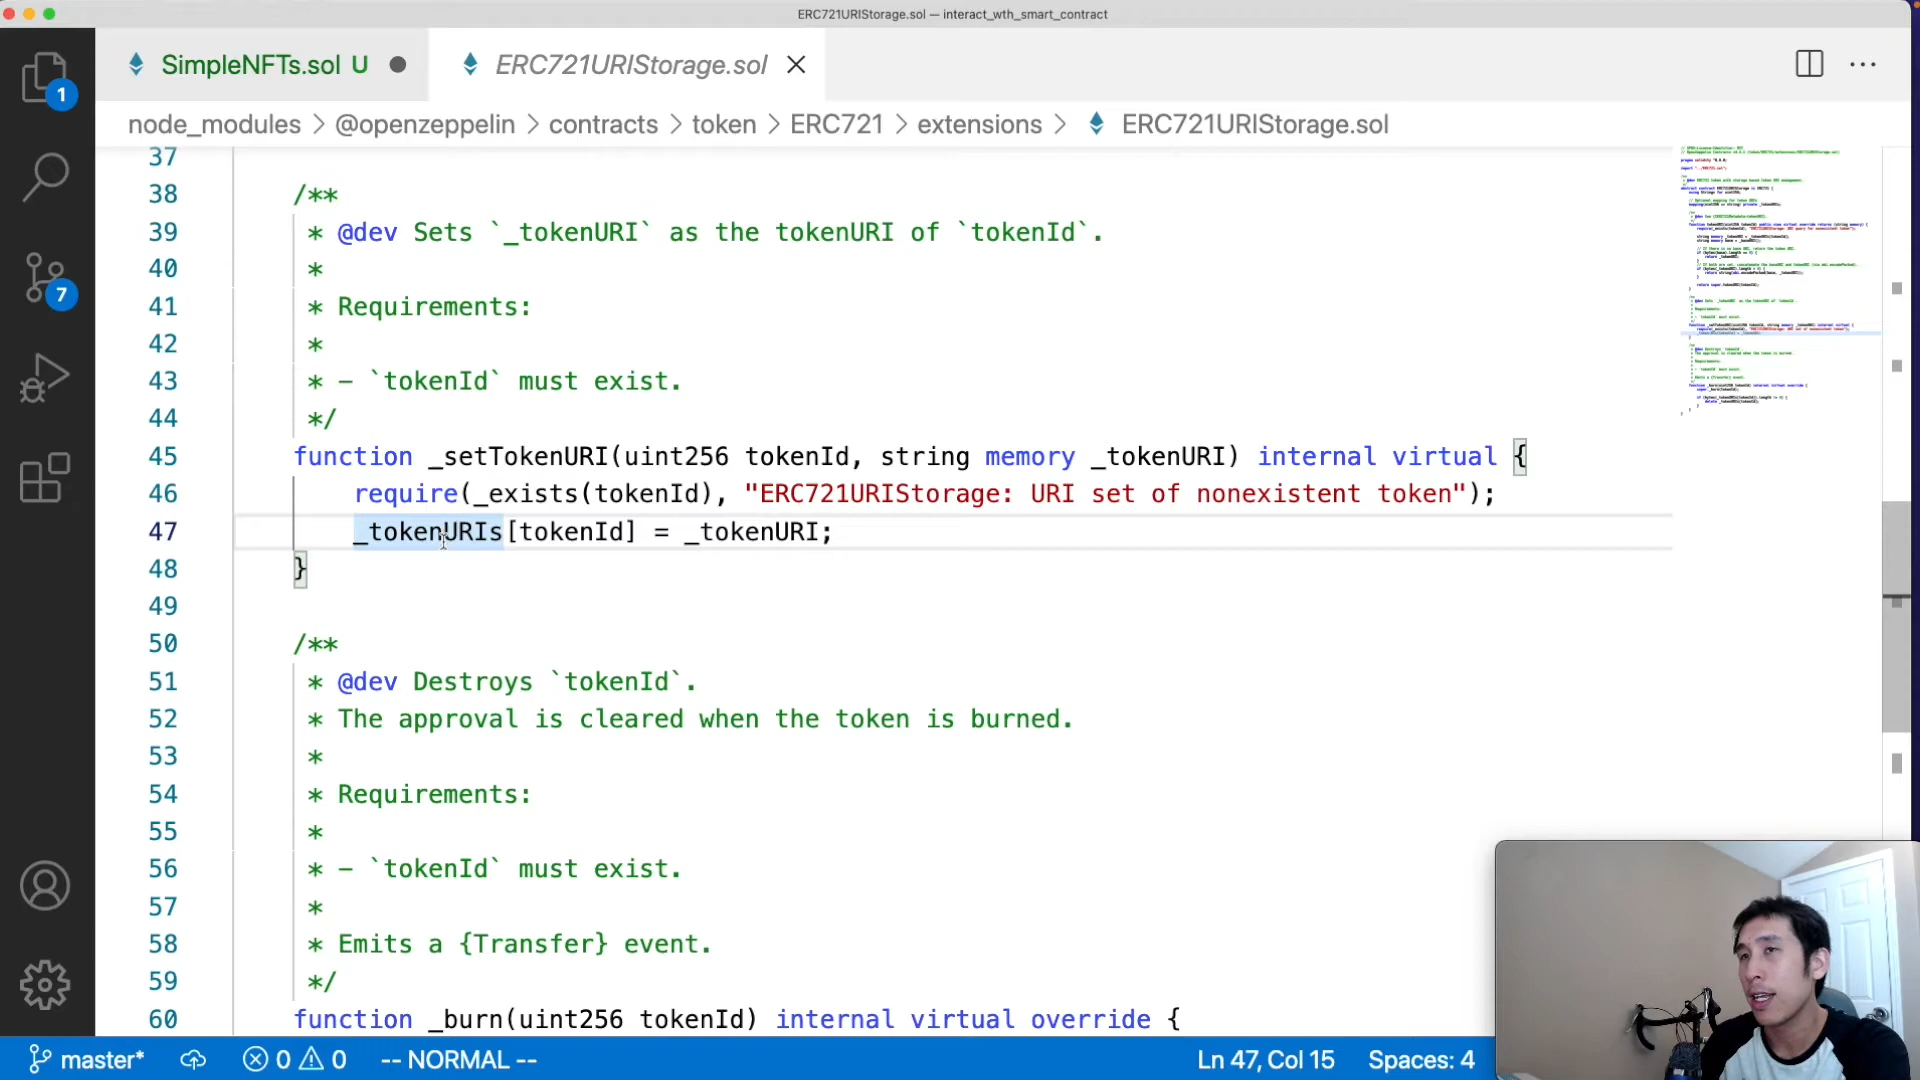 ERC721URIStorage.sol — interact_wth_smart_contract
SimpleNFTs.sol U
ERC721URIStorage.sol
node_modules > @openzeppelin > contracts > token > ERC721 > extensions > ERC721URIStorage.sol
1
7
37
38 /**
39 * @dev Sets `_tokenURI` as the tokenURI of `tokenId`.
40 *
41 * Requirements:
42 *
43 * - `tokenId` must exist.
44 */
45 function _setTokenURI(uint256 tokenId, string memory _tokenURI) internal virtual {
46 require(_exists(tokenId), "ERC721URIStorage: URI set of nonexistent token");
47 _tokenURIs[tokenId] = _tokenURI;
48 }
49
50 /**
51 * @dev Destroys `tokenId`.
52 * The approval is cleared when the token is burned.
53 *
54 * Requirements:
55 *
56 * - `tokenId` must exist.
57 *
58 * Emits a {Transfer} event.
59 */
60 function _burn(uint256 tokenId) internal virtual override {
master* 0 0 -- NORMAL -- Ln 47, Col 15 Spaces: 4